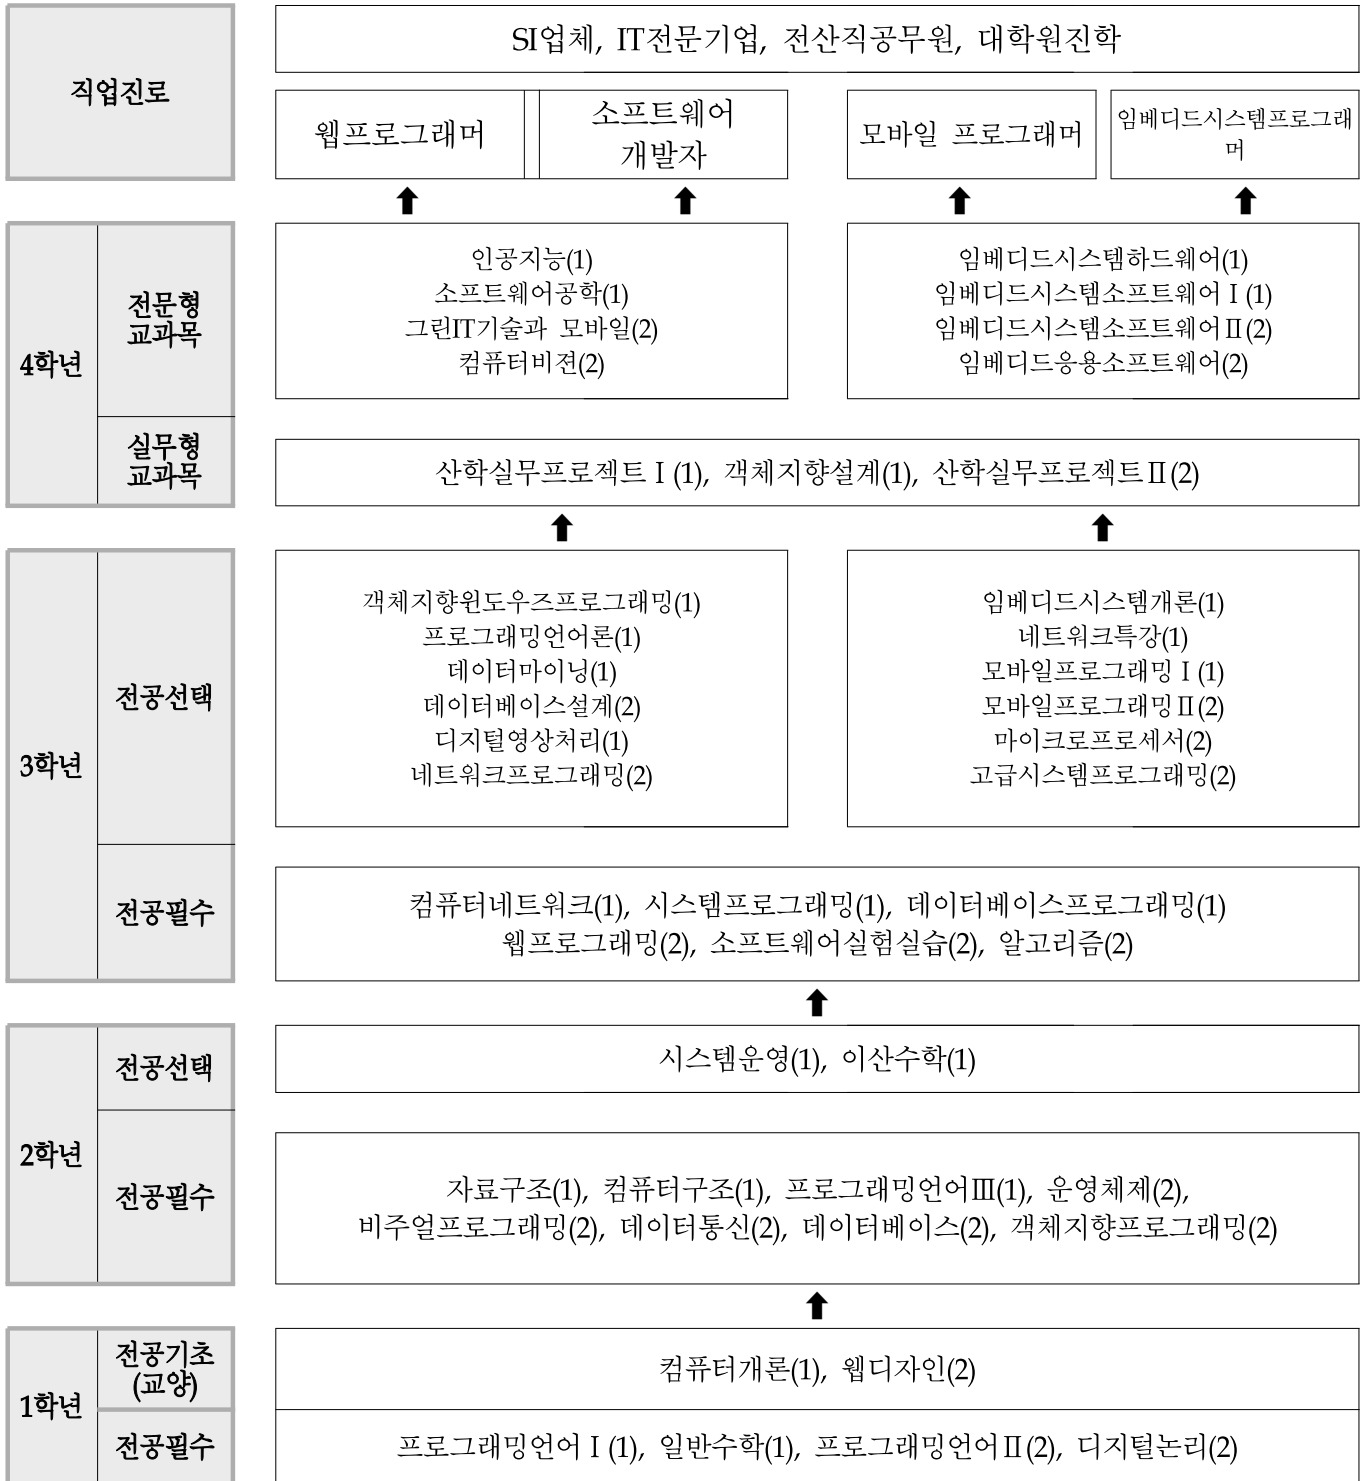 직업진로
SI업체, IT전문기업, 전산직공무원, 대학원진학
웹프로그래머
소프트웨어
개발자
모바일 프로그래머
임베디드시스템프로그래
머
4학년
전문형
교과목
인공지능(1)
소프트웨어공학(1)
그린IT기술과 모바일(2)
컴퓨터비젼(2)
임베디드시스템하드웨어(1)
임베디드시스템소프트웨어Ⅰ(1)
임베디드시스템소프트웨어Ⅱ(2)
임베디드응용소프트웨어(2)
실무형
교과목
산학실무프로젝트Ⅰ(1), 객체지향설계(1), 산학실무프로젝트Ⅱ(2)
3학년
전공선택
객체지향윈도우즈프로그래밍(1)
프로그래밍언어론(1)
데이터마이닝(1)
데이터베이스설계(2)
디지털영상처리(1)
네트워크프로그래밍(2)
임베디드시스템개론(1)
네트워크특강(1)
모바일프로그래밍Ⅰ(1)
모바일프로그래밍Ⅱ(2)
마이크로프로세서(2)
고급시스템프로그래밍(2)
전공필수
컴퓨터네트워크(1), 시스템프로그래밍(1), 데이터베이스프로그래밍(1)
웹프로그래밍(2), 소프트웨어실험실습(2), 알고리즘(2)
2학년
전공선택
시스템운영(1), 이산수학(1)
전공필수
자료구조(1), 컴퓨터구조(1), 프로그래밍언어Ⅲ(1), 운영체제(2),
비주얼프로그래밍(2), 데이터통신(2), 데이터베이스(2), 객체지향프로그래밍(2)
1학년
전공기초
(교양)
컴퓨터개론(1), 웹디자인(2)
전공필수
프로그래밍언어Ⅰ(1), 일반수학(1), 프로그래밍언어Ⅱ(2), 디지털논리(2)